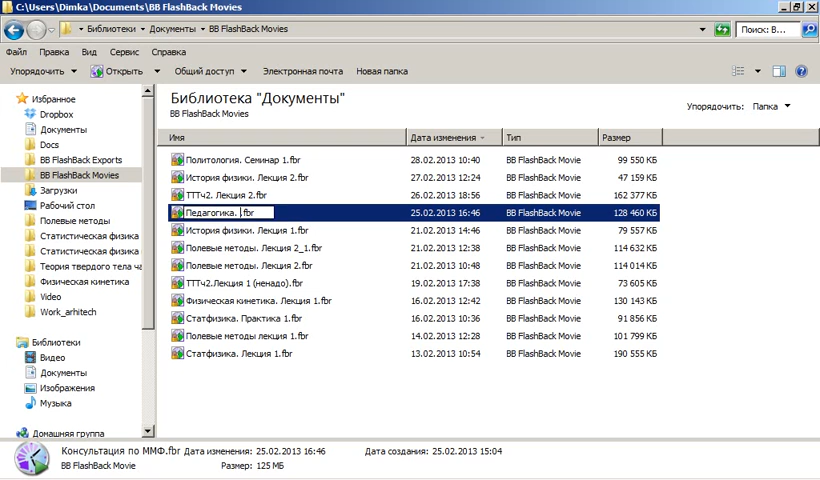 C:\Users\Dimka\Documents\BB FlashBack Movies
Библиотеки Документы BB FlashBack Movies Поиск: B...
Файл Правка Вид Сервис Справка
Упорядочить Открыть Общий доступ Электронная почта Новая папка
Избранное
Dropbox
Документы
Docs
BB FlashBack Exports
BB FlashBack Movies
Загрузки
Рабочий стол
Полевые методы
Статистическая физика
Статистическая физика
Теория твердого тела ча
Физическая кинетика
Video
Work_arhitech
Библиотеки
Видео
Документы
Изображения
Музыка
Домашняя группа
Библиотека "Документы"
BB FlashBack Movies
Упорядочить: Папка
Имя Дата изменения Тип Размер
Политология. Семинар 1.fbr 28.02.2013 10:40 BB FlashBack Movie 99 550 КБ
История физики. Лекция 2.fbr 27.02.2013 12:24 BB FlashBack Movie 47 159 КБ
ТТТч2. Лекция 2.fbr 26.02.2013 18:56 BB FlashBack Movie 162 377 КБ
Педагогика. .fbr 25.02.2013 16:46 BB FlashBack Movie 128 460 КБ
История физики. Лекция 1.fbr 21.02.2013 14:46 BB FlashBack Movie 79 557 КБ
Полевые методы. Лекция 2_1.fbr 21.02.2013 12:38 BB FlashBack Movie 114 632 КБ
Полевые методы. Лекция 2.fbr 21.02.2013 10:48 BB FlashBack Movie 114 014 КБ
ТТТч2.Лекция 1 (ненадо).fbr 19.02.2013 17:38 BB FlashBack Movie 73 605 КБ
Физическая кинетика. Лекция 1.fbr 16.02.2013 12:42 BB FlashBack Movie 130 143 КБ
Статфизика. Практика 1.fbr 16.02.2013 10:36 BB FlashBack Movie 91 856 КБ
Полевые методы лекция 1.fbr 14.02.2013 12:28 BB FlashBack Movie 101 799 КБ
Статфизика. Лекция 1.fbr 13.02.2013 10:54 BB FlashBack Movie 190 555 КБ
Консультация по ММФ.fbr Дата изменения: 25.02.2013 16:46 Дата создания: 25.02.2013 15:04
BB FlashBack Movie Размер: 125 МБ